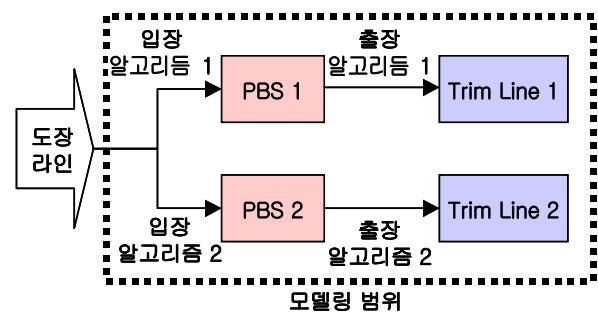 입장
알고리듬 1
출장
알고리듬 1
PBS 1
Trim Line 1
도장
라인
PBS 2
Trim Line 2
입장
알고리즘 2
출장
알고리즘 2
모델링 범위